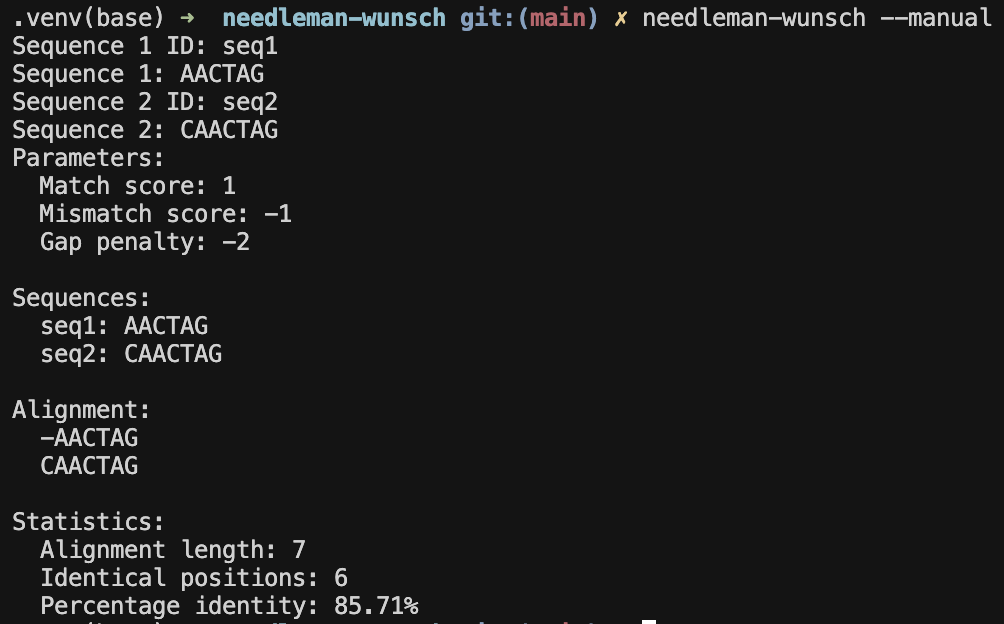 .venv(base) → needleman-wunsch git:(main) ✗ needleman-wunsch --manual
Sequence 1 ID: seq1
Sequence 1: AACTAG
Sequence 2 ID: seq2
Sequence 2: CAACTAG
Parameters:
  Match score: 1
  Mismatch score: -1
  Gap penalty: -2

Sequences:
  seq1: AACTAG
  seq2: CAACTAG

Alignment:
  -AACTAG
  CAACTAG

Statistics:
  Alignment length: 7
  Identical positions: 6
  Percentage identity: 85.71%